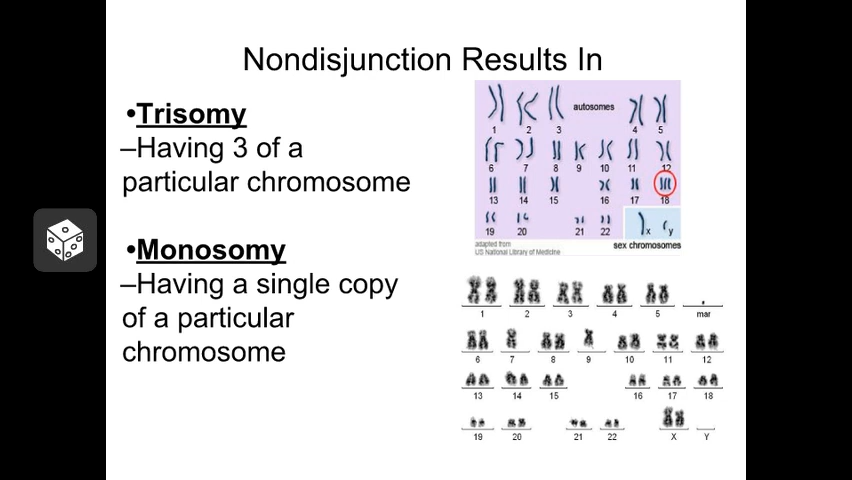 Nondisjunction Results In
•Trisomy
–Having 3 of a
particular chromosome
•Monosomy
–Having a single copy
of a particular
chromosome
autosomes
1 2 3 4 5
6 7 8 9 10 11 12
13 14 15 16 17 18
19 20 21 22 x y
adapted from
US National Library of Medicine
sex chromosomes
1 2 3 4 5 mar
6 7 8 9 10 11 12
13 14 15 16 17 18
19 20 21 22 X Y